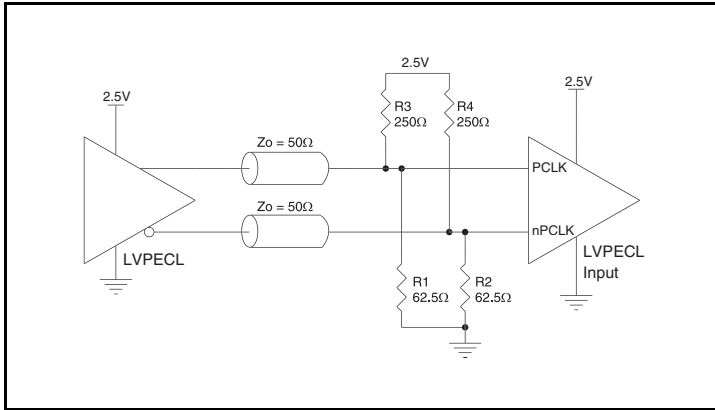 2.5V
2.5V
2.5V
R3
250Ω
R4
250Ω
Zo = 50Ω
PCLK
Zo = 50Ω
nPCLK
LVPECL
LVPECL
Input
R1
62.5Ω
R2
62.5Ω